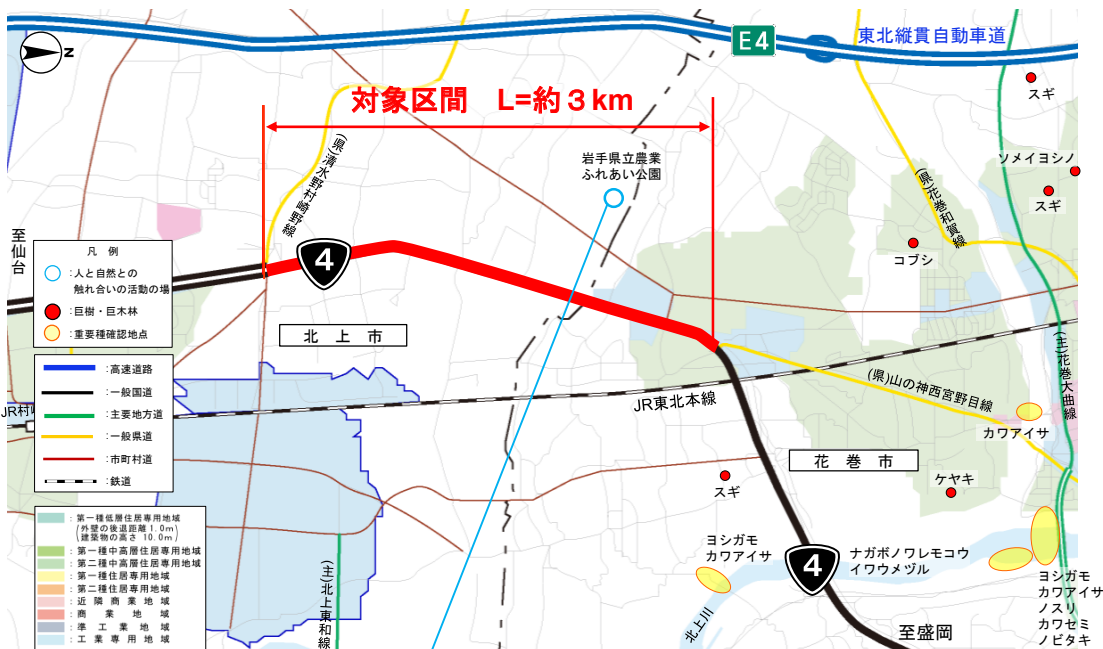 N
E4
東北縦貫自動車道
対象区間 L=約3km
スギ
(県)清水野村崎野線
岩手県立農業
ふれあい公園
ソメイヨシノ
スギ
(県)花巻和賀線
コブシ
至仙台
4
凡 例
:人と自然との
触れ合いの活動の場
:巨樹・巨木林
:重要種確認地点
北上市
:高速道路
:一般国道
:主要地方道
:一般県道
:市町村道
:鉄道
JR村
JR東北本線
(県)山の神西宮野目線
(主)花巻大曲線
カワアイサ
花巻市
スギ
ケヤキ
:第一種低層住居専用地域
(外壁の後退距離1.0m)
(建築物の高さ 10.0m)
:第一種中高層住居専用地域
:第二種中高層住居専用地域
:第一種住居専用地域
:第二種住居専用地域
:近隣商業地域
:商業地域
:準工業地域
:工業専用地域
(主)北上東和線
ヨシガモ
カワアイサ
4
ナガボノワレモコウ
イワウメヅル
北上川
至盛岡
ヨシガモ
カワアイサ
ノスリ
カワセミ
ノビタキ